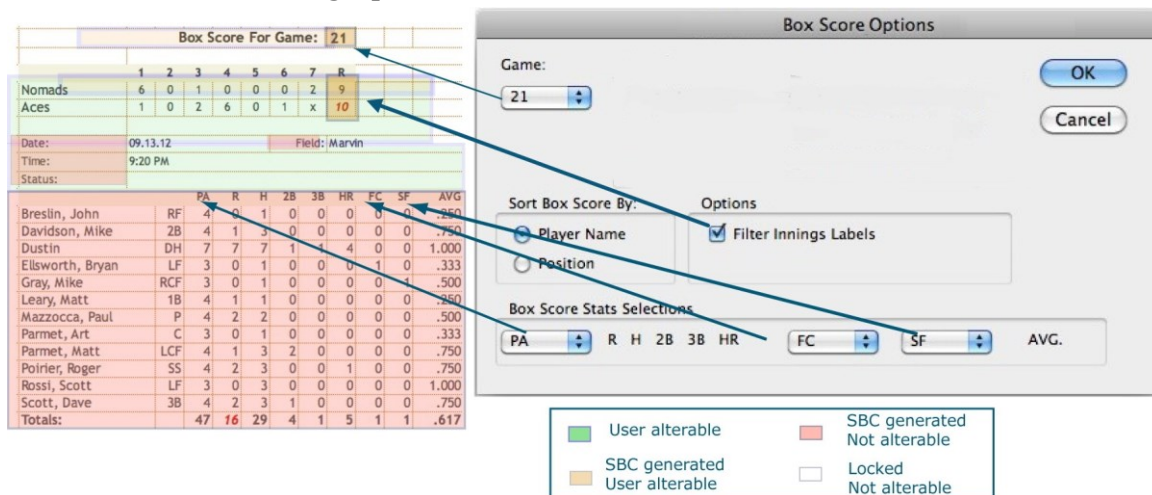 Box Score For Game: 21
1 2 3 4 5 6 7 R
Nomads 6 0 1 0 0 0 2 9
Aces 1 0 2 6 0 1 x 10
Date: 09.13.12 Field: Marvin
Time: 9:20 PM
Status:
PA R H 2B 3B HR FC SF AVG
Breslin, John RF 4 0 1 0 0 0 0 0 .250
Davidson, Mike 2B 4 1 3 0 0 0 0 0 .750
Dustin DH 7 7 7 1 1 4 0 0 1.000
Ellsworth, Bryan LF 3 0 1 0 0 0 1 0 .333
Gray, Mike RCF 3 0 1 0 0 0 0 1 .500
Leary, Matt 1B 4 1 1 0 0 0 0 0 .250
Mazzocca, Paul P 4 2 2 0 0 0 0 0 .500
Parmet, Art C 3 0 1 0 0 0 0 0 .333
Parmet, Matt LCF 4 1 3 2 0 0 0 0 .750
Poirier, Roger SS 4 2 3 0 0 1 0 0 .750
Rossi, Scott LF 3 0 3 0 0 0 0 0 1.000
Scott, Dave 3B 4 2 3 1 0 0 0 0 .750
Totals: 47 16 29 4 1 5 1 1 .617
Box Score Options
Game:
21
OK
Cancel
Sort Box Score By:
Player Name
Position
Options
Filter Innings Labels
Box Score Stats Selections
PA R H 2B 3B HR FC SF AVG.
User alterable
SBC generated
Not alterable
SBC generated
User alterable
Locked
Not alterable